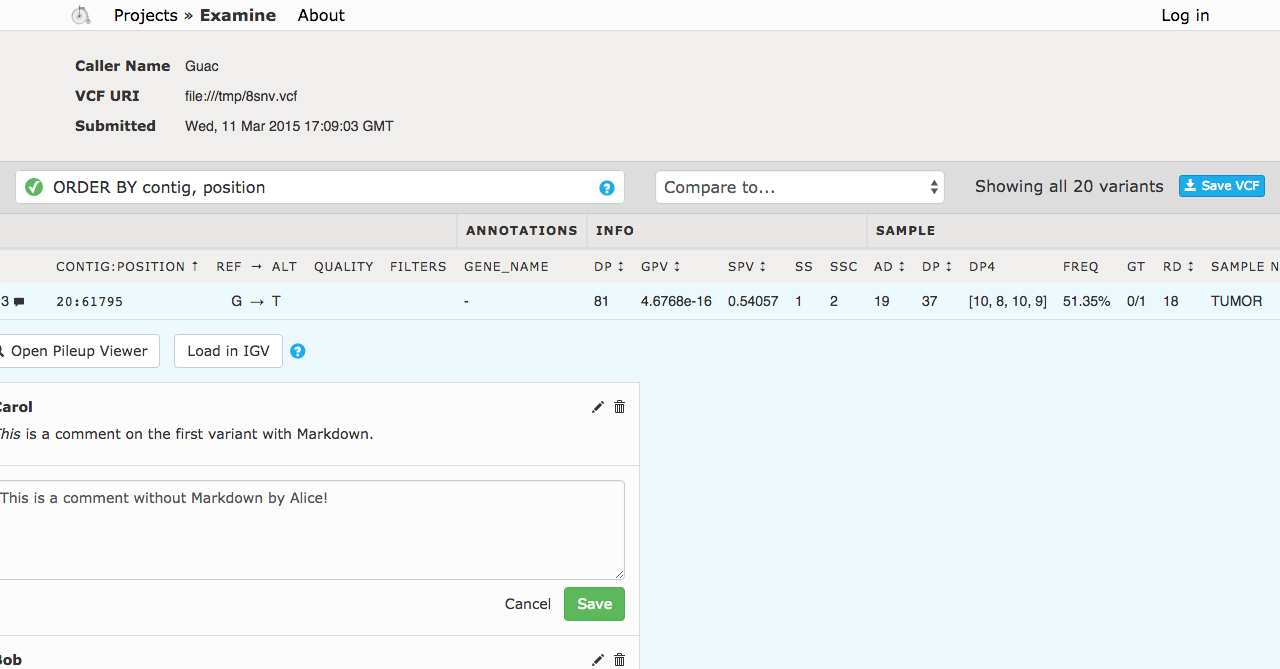 Projects » Examine About Log in
Caller Name Guac
VCF URI file:///tmp/8snv.vcf
Submitted Wed, 11 Mar 2015 17:09:03 GMT
ORDER BY contig, position ? Compare to... Showing all 20 variants Save VCF
ANNOTATIONS INFO SAMPLE
CONTIG:POSITION ↑ REF → ALT QUALITY FILTERS GENE_NAME DP ↕ GPV ↕ SPV ↕ SS SSC AD ↕ DP ↕ DP4 FREQ GT RD ↕ SAMPLE N
3 20:61795 G → T - 81 4.6768e-16 0.54057 1 2 19 37 [10, 8, 10, 9] 51.35% 0/1 18 TUMOR
Open Pileup Viewer Load in IGV ?
Carol
This is a comment on the first variant with Markdown.
This is a comment without Markdown by Alice!
Cancel Save
Bob